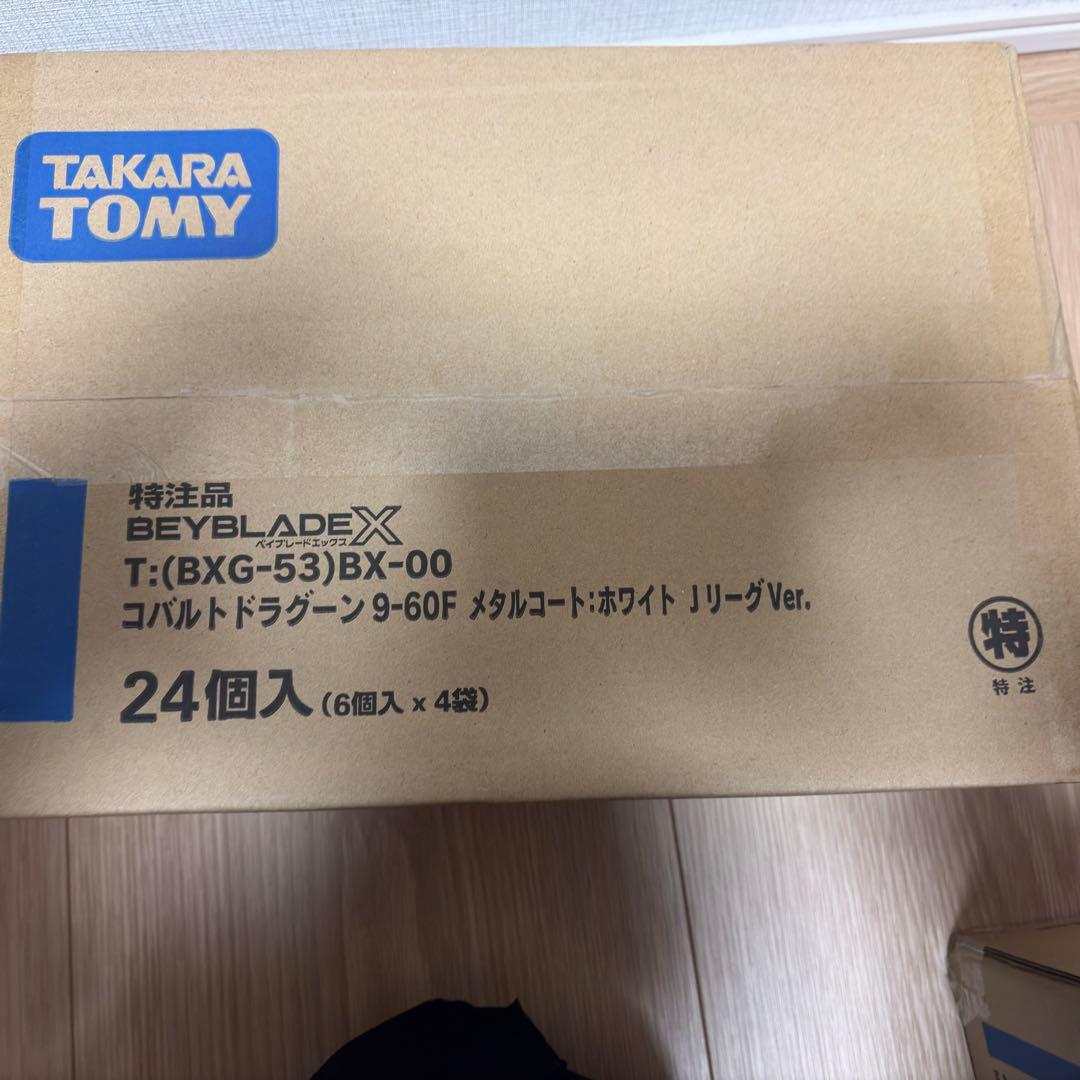 TAKARA
TOMY
特注品
BEYBLADE X
ベイブレードエックス
T:(BXG-53)BX-00
コバルトドラグーン 9-60F メタルコート:ホワイト JリーグVer.
24個入(6個入 x 4袋)
特
特注